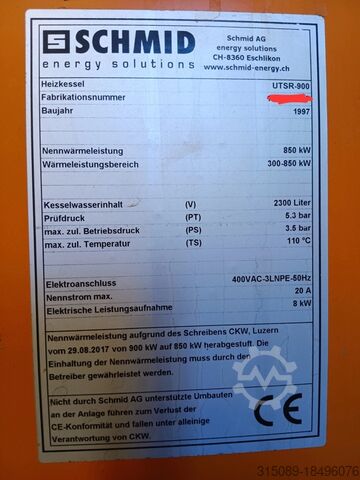 SCHMID
energy solutions
Schmid AG
energy solutions
CH-8360 Eschlikon
www.schmid-energy.ch
Heizkessel UTSR-900
Fabrikationsnummer
Baujahr 1997
Nennwärmeleistung 850 kW
Wärmeleistungsbereich 300-850 kW
Kesselwasserinhalt (V) 2300 Liter
Prüfdruck (PT) 5.3 bar
max. zul. Betriebsdruck (PS) 3.5 bar
max. zul. Temperatur (TS) 110 °C
Elektroanschluss 400VAC-3LNPE-50Hz
Nennstrom max. 20 A
Elektrische Leistungsaufnahme 8 kW
Nennwärmeleistung aufgrund des Schreibens CKW, Luzern
vom 29.08.2017 von 900 kW auf 850 kW herabgestuft. Die
Einhaltung der Nennwärmeleistung muss durch den
Betreiber gewährleistet werden.
Nicht durch Schmid AG unterstützte Umbauten
an der Anlage führen zum Verlust der
CE-Konformität und fallen unter alleiniger
Verantwortung von CKW.
CE
315089-18496076